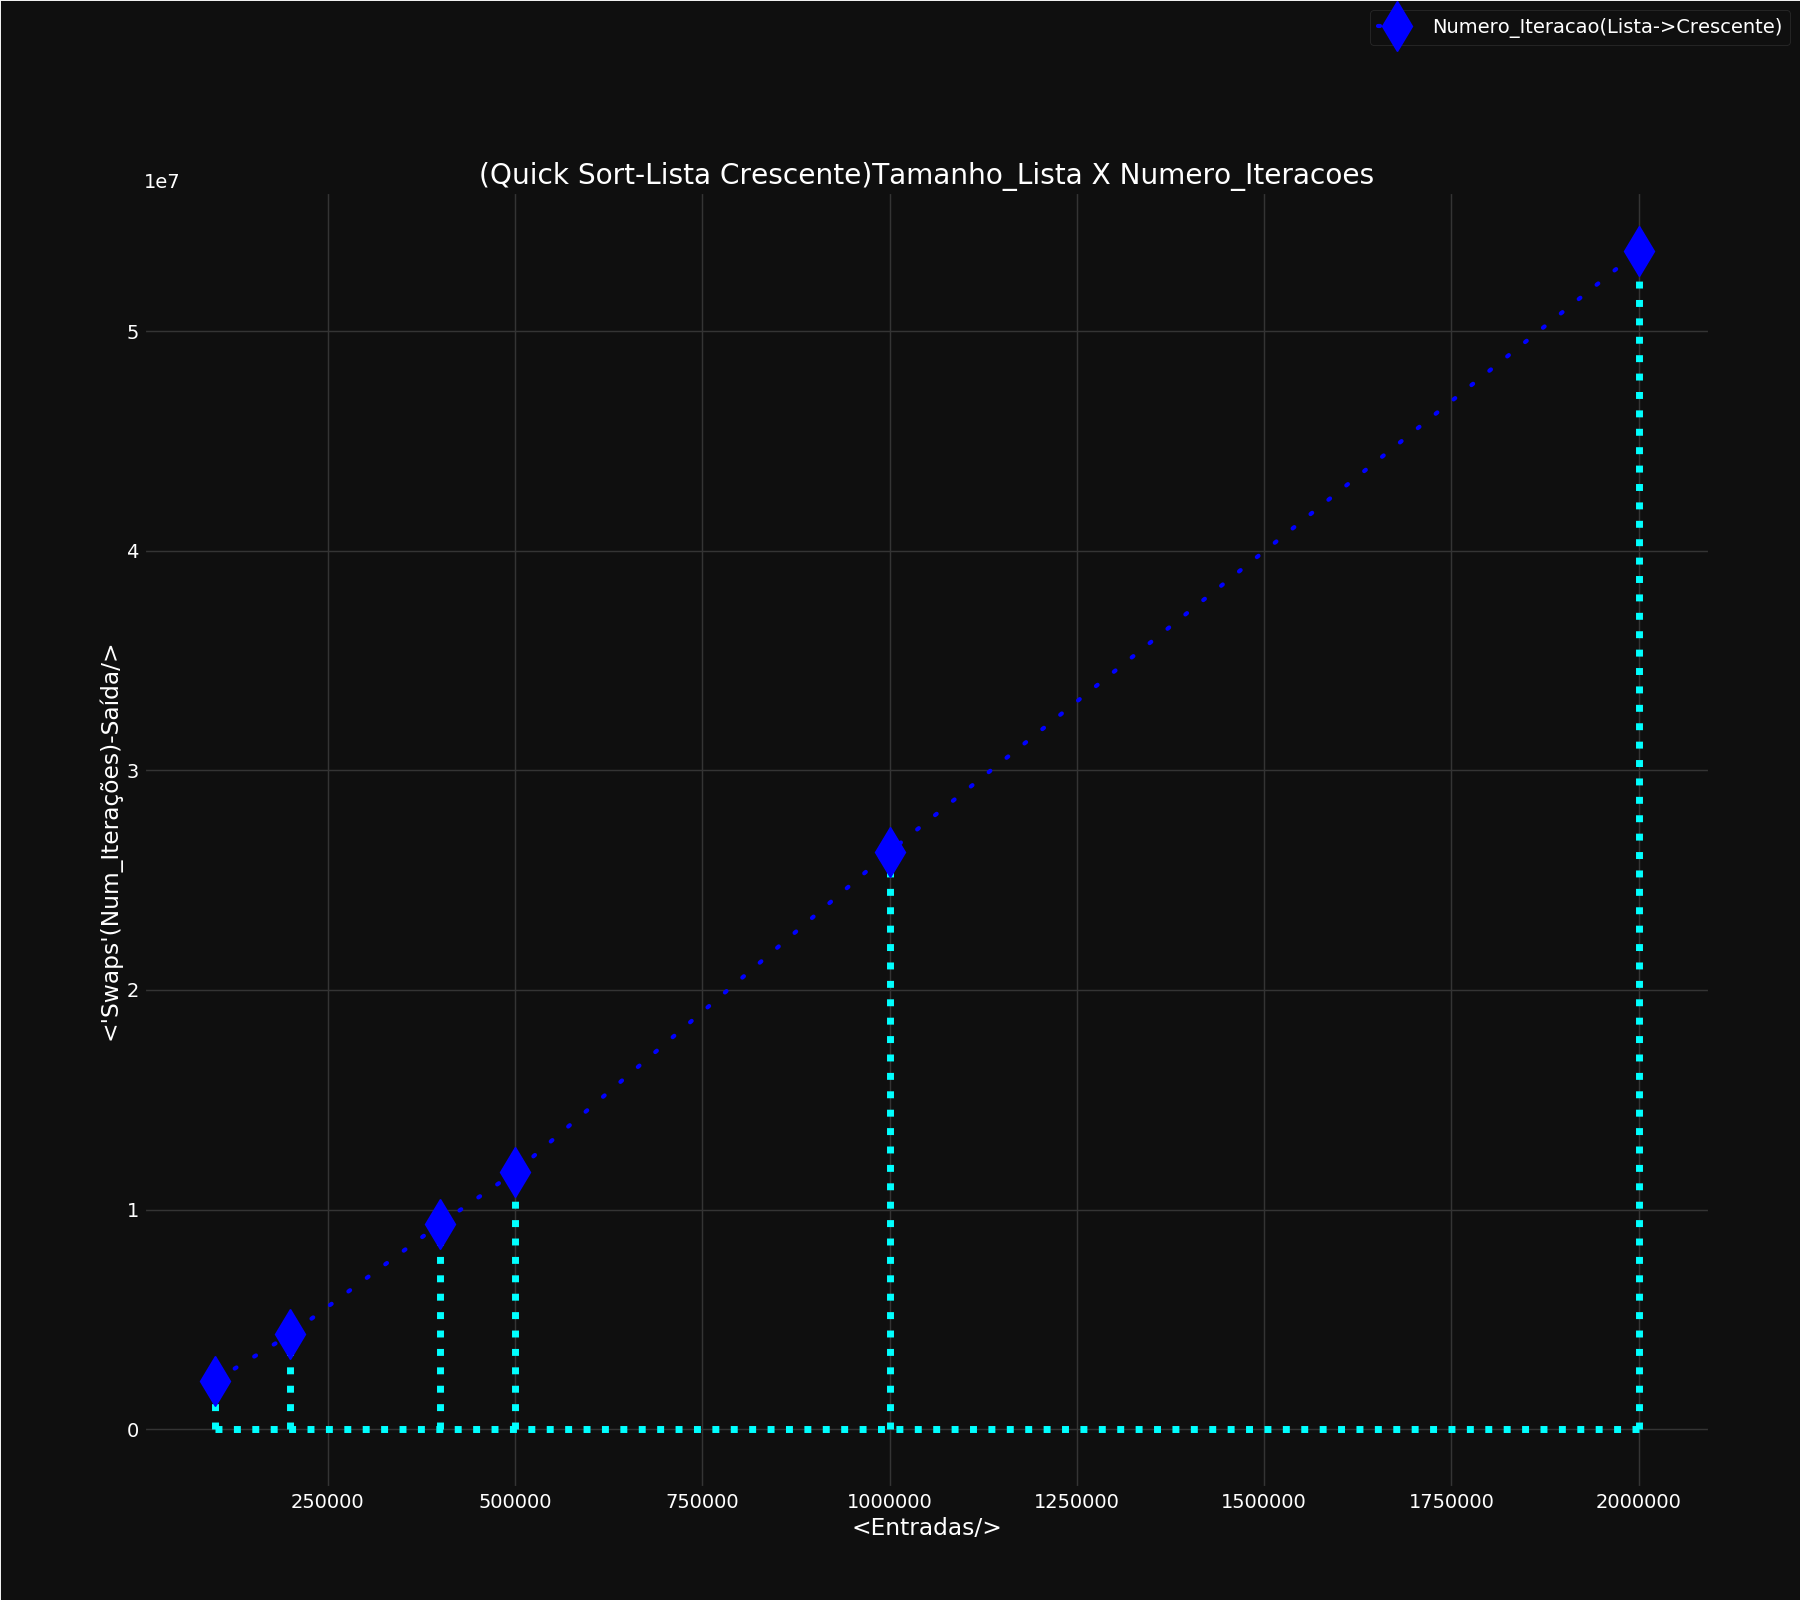 Numero_Iteracao(Lista->Crescente)
(Quick Sort-Lista Crescente)Tamanho_Lista X Numero_Iteracoes
1e7
5
4
3
2
1
0
<'Swaps'(Num_Iterações)-Saída/>
250000 500000 750000 1000000 1250000 1500000 1750000 2000000
<Entradas/>